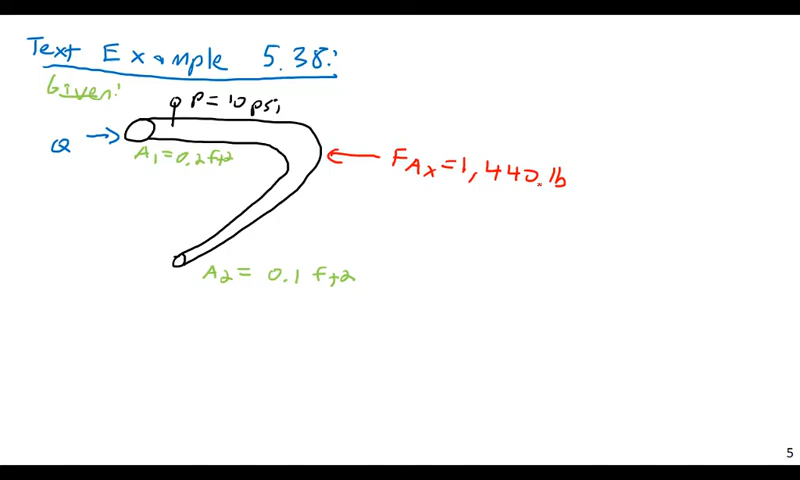 Text Example 5.38:
Given:
P = 10 psi
Q
A1 = 0.2 ft2
FAx = 1,440 lb
A2 = 0.1 ft2
5